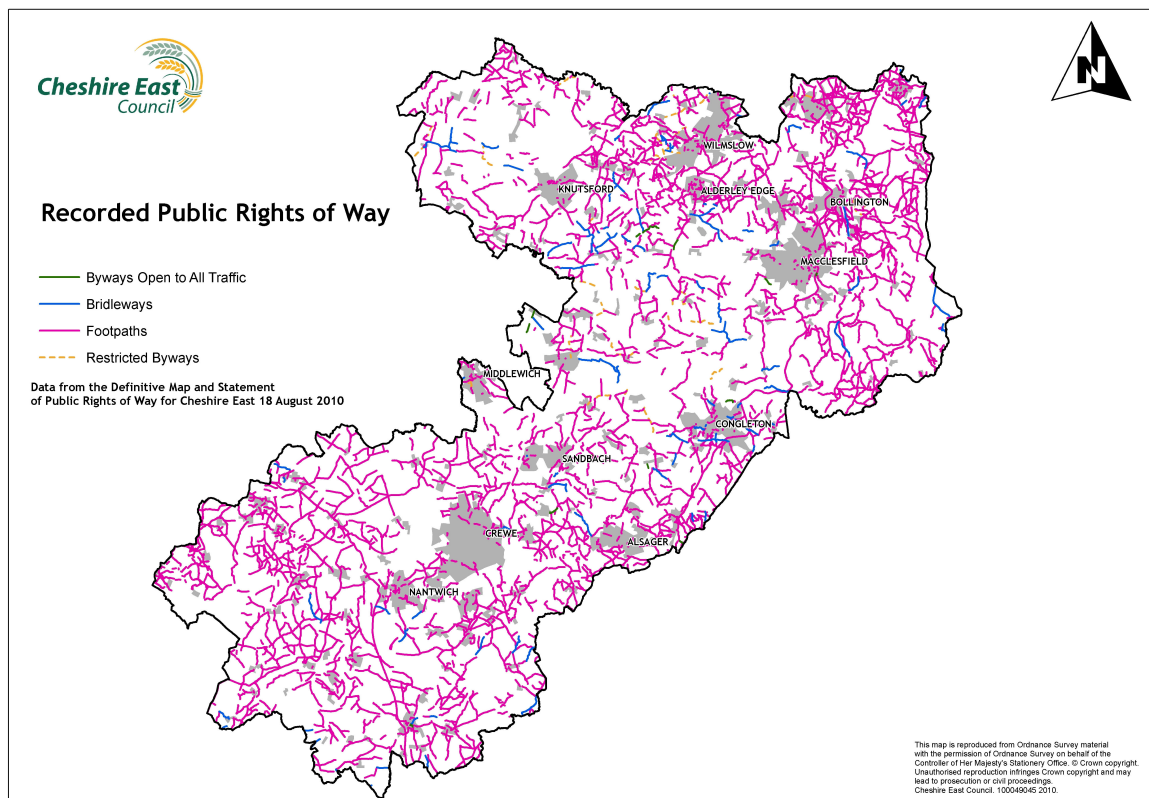 Cheshire East
Council
N
Recorded Public Rights of Way
Byways Open to All Traffic
Bridleways
Footpaths
Restricted Byways
Data from the Definitive Map and Statement
of Public Rights of Way for Cheshire East 18 August 2010
WILMSLOW
KNUTSFORD
ALDERLEY EDGE
BOLLINGTON
MACCLESFIELD
MIDDLEWICH
CONGLETON
SANDBACH
CREWE
ALSAGER
NANTWICH
This map is reproduced from Ordnance Survey material
with the permission of Ordnance Survey on behalf of the
Controller of Her Majesty's Stationery Office. © Crown copyright.
Unauthorised reproduction infringes Crown copyright and may
lead to prosecution or civil proceedings.
Cheshire East Council. 100049045 2010.